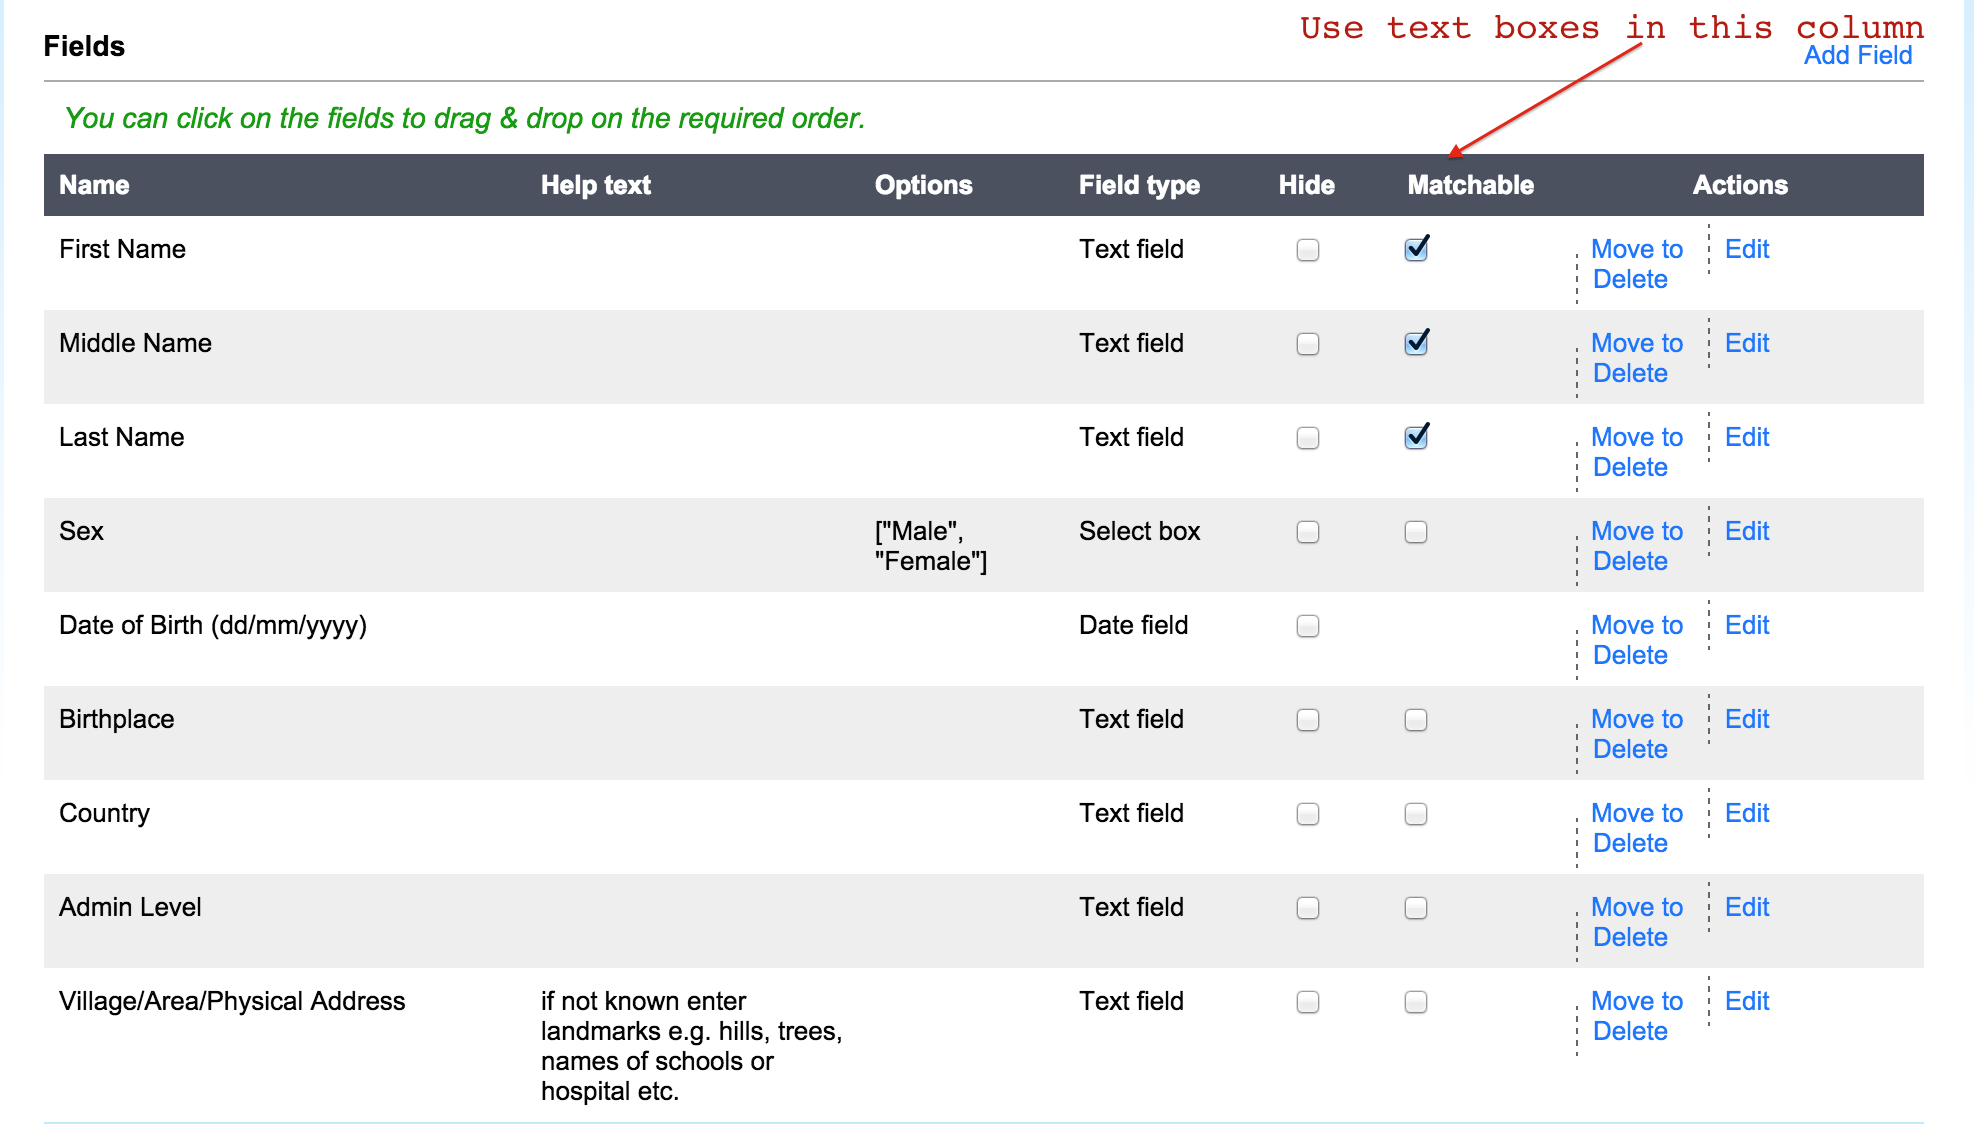 Use text boxes in this column
Fields
Add Field
You can click on the fields to drag & drop on the required order.
Name Help text Options Field type Hide Matchable Actions
First Name Text field Move to Edit
Delete
Middle Name Text field Move to Edit
Delete
Last Name Text field Move to Edit
Delete
Sex ["Male", Select box Move to Edit
"Female"] Delete
Date of Birth (dd/mm/yyyy) Date field Move to Edit
Delete
Birthplace Text field Move to Edit
Delete
Country Text field Move to Edit
Delete
Admin Level Text field Move to Edit
Delete
Village/Area/Physical Address if not known enter Text field Move to Edit
landmarks e.g. hills, trees, Delete
names of schools or
hospital etc.